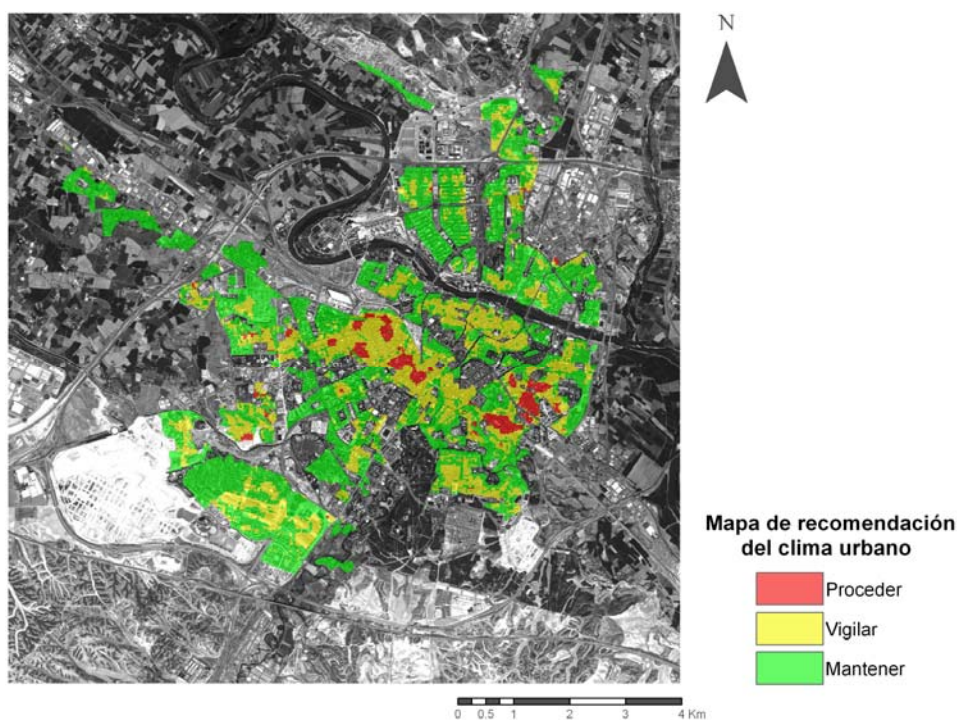 N
Mapa de recomendación
del clima urbano
Proceder
Vigilar
Mantener
0 0.5 1 2 3 4 Km